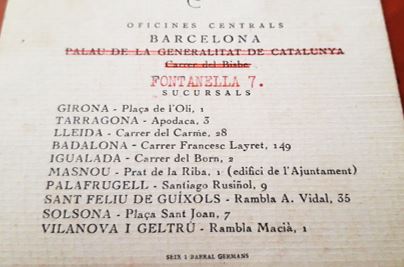 OFICINES CENTRALS
BARCELONA
PALAU DE LA GENERALITAT DE CATALUNYA
Carrer del Bisbe
FONTANELLA 7.
SUCURSALS
GIRONA - Plaça de l'Oli, 1
TARRAGONA - Apodaca, 3
LLEIDA - Carrer del Carme, 28
BADALONA - Carrer Francesc Layret, 149
IGUALADA - Carrer del Born, 2
MASNOU - Prat de la Riba, 1 (edifici de l'Ajuntament)
PALAFRUGELL - Santiago Rusiñol, 9
SANT FELIU DE GUÍXOLS - Rambla A. Vidal, 35
SOLSONA - Plaça Sant Joan, 7
VILANOVA I GELTRÚ - Rambla Macià, 1
SEIX I BARRAL GERMANS